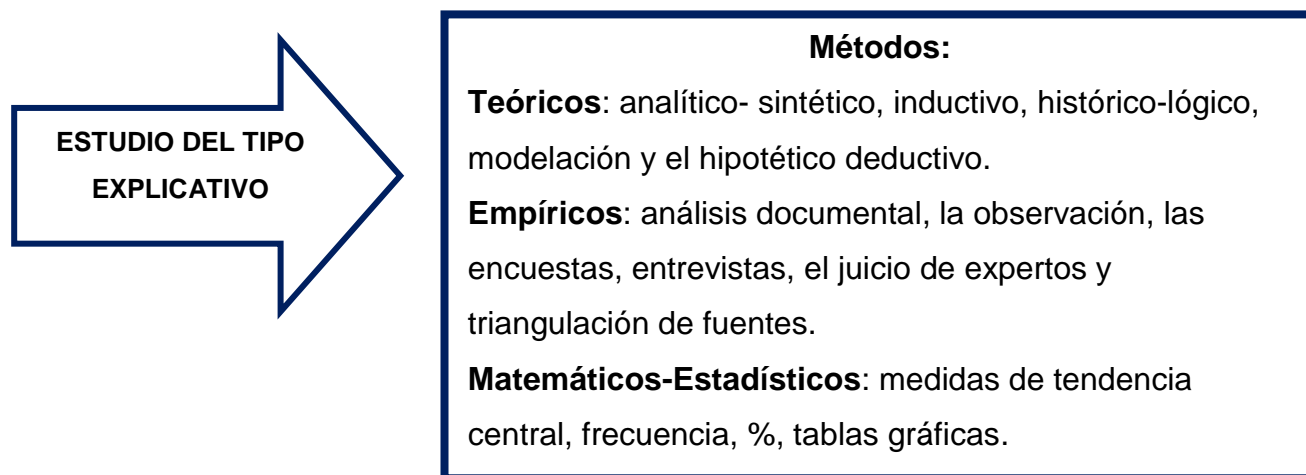 ESTUDIO DEL TIPO
EXPLICATIVO
Métodos:
Teóricos: analítico- sintético, inductivo, histórico-lógico,
modelación y el hipotético deductivo.
Empíricos: análisis documental, la observación, las
encuestas, entrevistas, el juicio de expertos y
triangulación de fuentes.
Matemáticos-Estadísticos: medidas de tendencia
central, frecuencia, %, tablas gráficas.